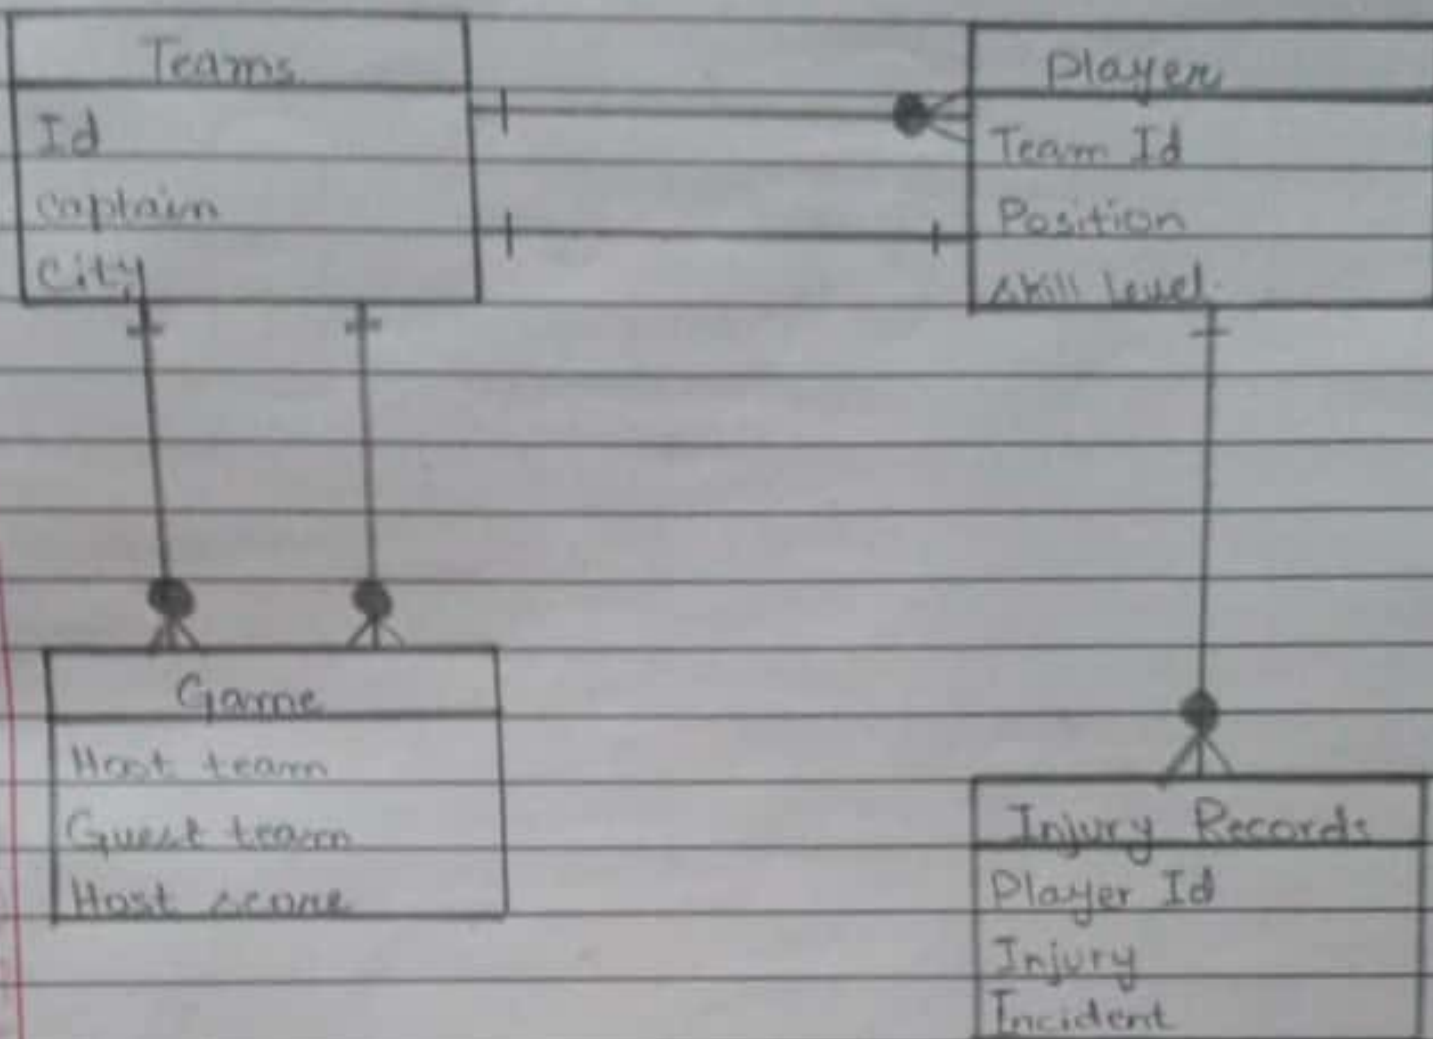 Teams
Id
captain
City
Player
Team Id
Position
skill level.
Game
Host team
Guest team
Host score
Injury Records
Player Id
Injury
Incident